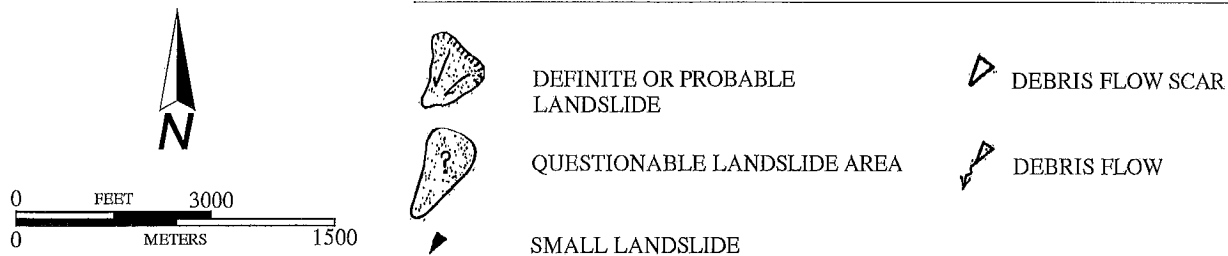 N
0 FEET 3000
0 METERS 1500
DEFINITE OR PROBABLE
LANDSLIDE
?
QUESTIONABLE LANDSLIDE AREA
SMALL LANDSLIDE
DEBRIS FLOW SCAR
DEBRIS FLOW